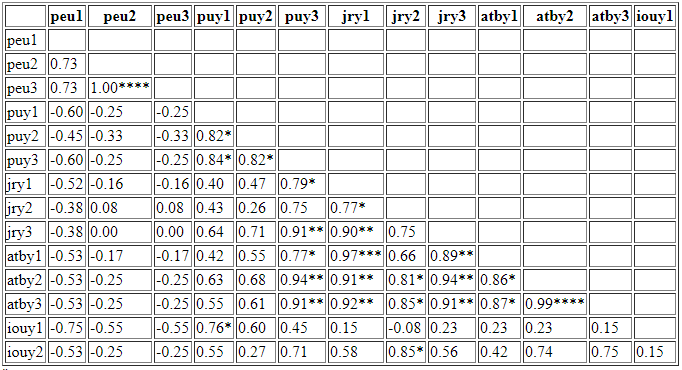 peu1 peu2 peu3 puy1 puy2 puy3 jry1 jry2 jry3 atby1 atby2 atby3 iouy1
peu1
peu2 0.73
peu3 0.73 1.00****
puy1 -0.60 -0.25 -0.25
puy2 -0.45 -0.33 -0.33 0.82*
puy3 -0.60 -0.25 -0.25 0.84* 0.82*
jry1 -0.52 -0.16 -0.16 0.40 0.47 0.79*
jry2 -0.38 0.08 0.08 0.43 0.26 0.75 0.77*
jry3 -0.38 0.00 0.00 0.64 0.71 0.91** 0.90** 0.75
atby1 -0.53 -0.17 -0.17 0.42 0.55 0.77* 0.97*** 0.66 0.89**
atby2 -0.53 -0.25 -0.25 0.63 0.68 0.94** 0.91** 0.81* 0.94** 0.86*
atby3 -0.53 -0.25 -0.25 0.55 0.61 0.91** 0.92** 0.85* 0.91** 0.87* 0.99****
iouy1 -0.75 -0.55 -0.55 0.76* 0.60 0.45 0.15 -0.08 0.23 0.23 0.23 0.15
iouy2 -0.53 -0.25 -0.25 0.55 0.27 0.71 0.58 0.85* 0.56 0.42 0.74 0.75 0.15